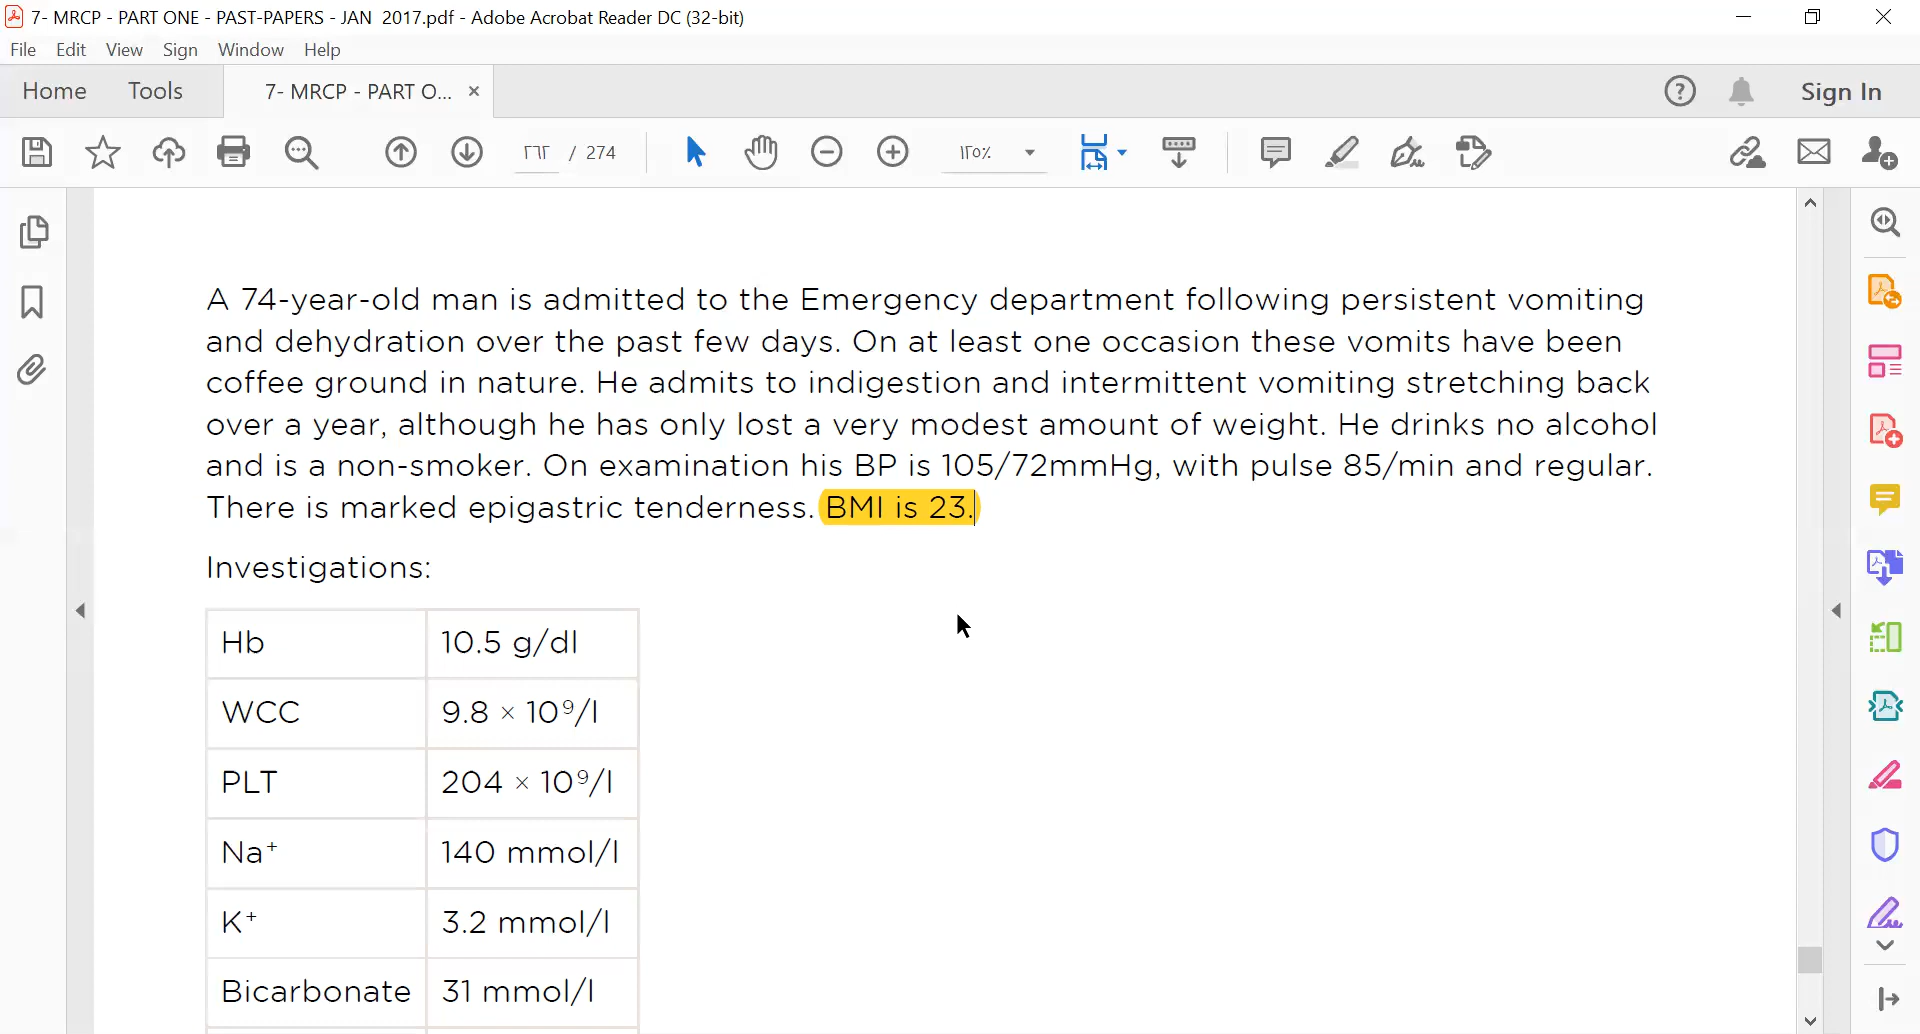 7- MRCP - PART ONE - PAST-PAPERS - JAN  2017.pdf - Adobe Acrobat Reader DC (32-bit)
File Edit View Sign Window Help
Home Tools 7- MRCP - PART O... × Sign In
٢٦٢ / 274 ١٢٥٪
A 74-year-old man is admitted to the Emergency department following persistent vomiting
and dehydration over the past few days. On at least one occasion these vomits have been
coffee ground in nature. He admits to indigestion and intermittent vomiting stretching back
over a year, although he has only lost a very modest amount of weight. He drinks no alcohol
and is a non-smoker. On examination his BP is 105/72mmHg, with pulse 85/min and regular.
There is marked epigastric tenderness. BMI is 23.
Investigations:
Hb 10.5 g/dl
WCC 9.8 × 10⁹/l
PLT 204 × 10⁹/l
Na⁺ 140 mmol/l
K⁺ 3.2 mmol/l
Bicarbonate 31 mmol/l